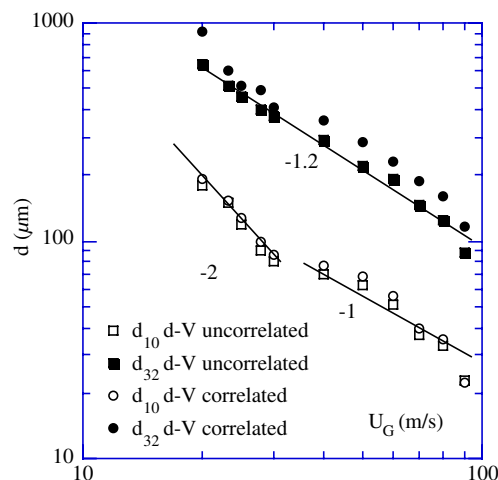 1000
d (μm)
-1.2
100
-2
-1
d10 d-V uncorrelated
d32 d-V uncorrelated
d10 d-V correlated
d32 d-V correlated
UG (m/s)
10
10
100